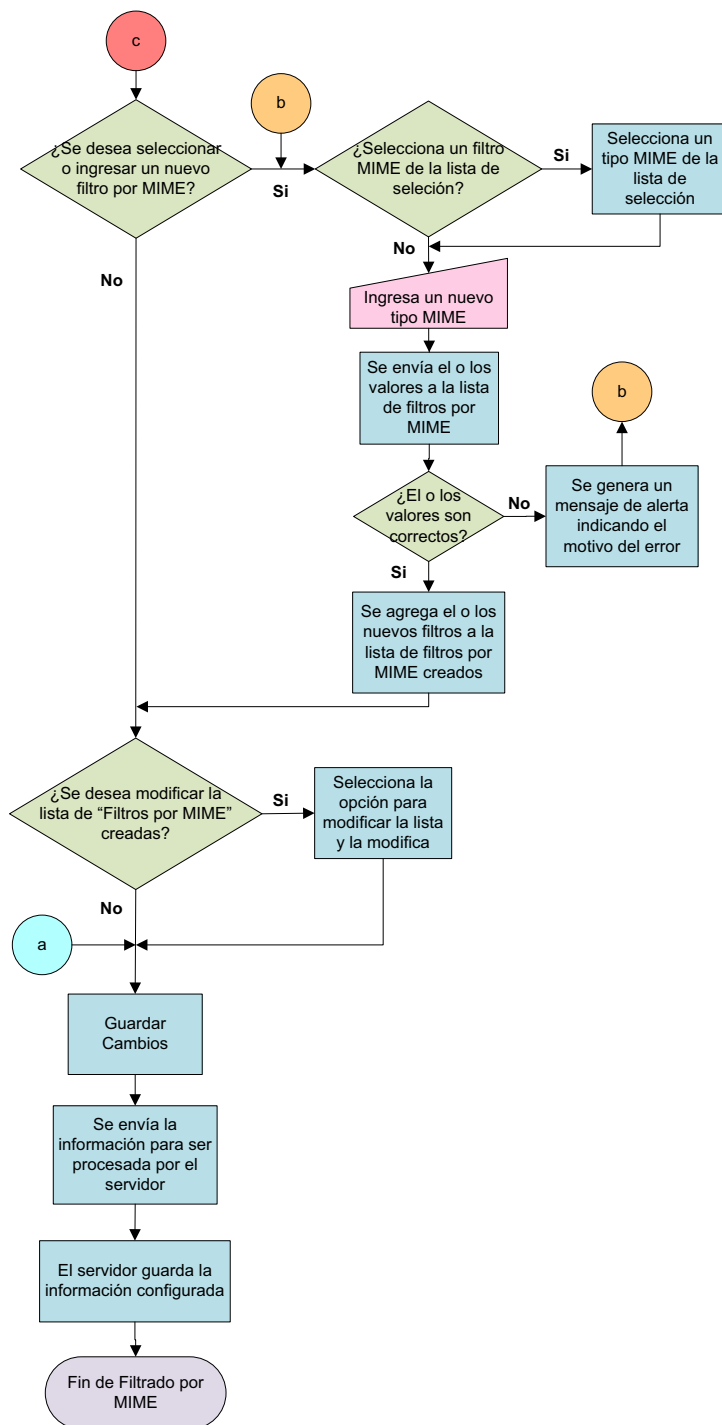 c
b
¿Se desea seleccionar
o ingresar un nuevo
filtro por MIME?
Si
¿Selecciona un filtro
MIME de la lista de
seleción?
Si
Selecciona un
tipo MIME de la
lista de
selección
No
No
Ingresa un nuevo
tipo MIME
Se envía el o los
valores a la lista
de filtros por
MIME
b
¿El o los
valores son
correctos?
No
Se genera un
mensaje de alerta
indicando el
motivo del error
Si
Se agrega el o los
nuevos filtros a la
lista de filtros por
MIME creados
¿Se desea modificar la
lista de “Filtros por MIME”
creadas?
Si
Selecciona la
opción para
modificar la lista
y la modifica
No
a
Guardar
Cambios
Se envía la
información para ser
procesada por el
servidor
El servidor guarda la
información configurada
Fin de Filtrado por
MIME